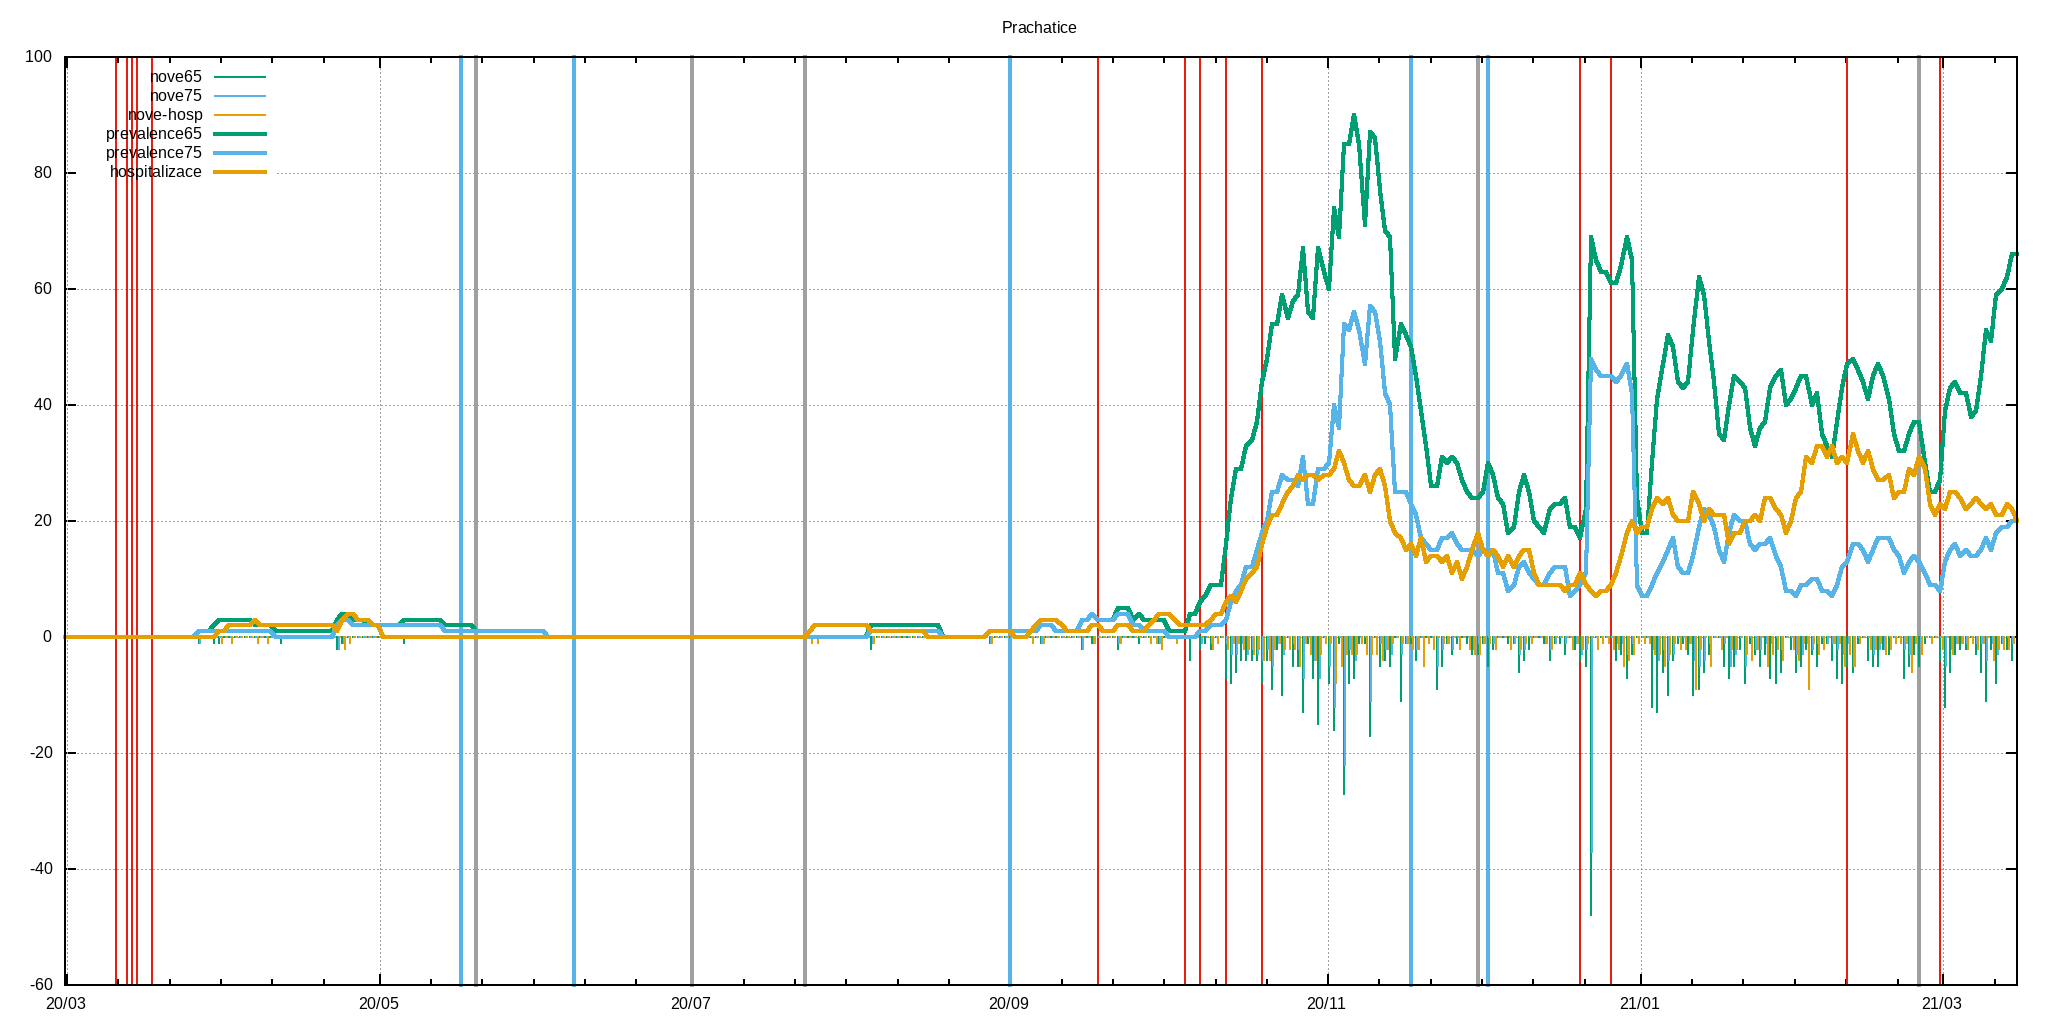 Prachatice
100
nove65
nove75
nove-hosp
prevalence65
prevalence75
hospitalizace
80
60
40
20
0
-20
-40
-60
20/03 20/05 20/07 20/09 20/11 21/01 21/03